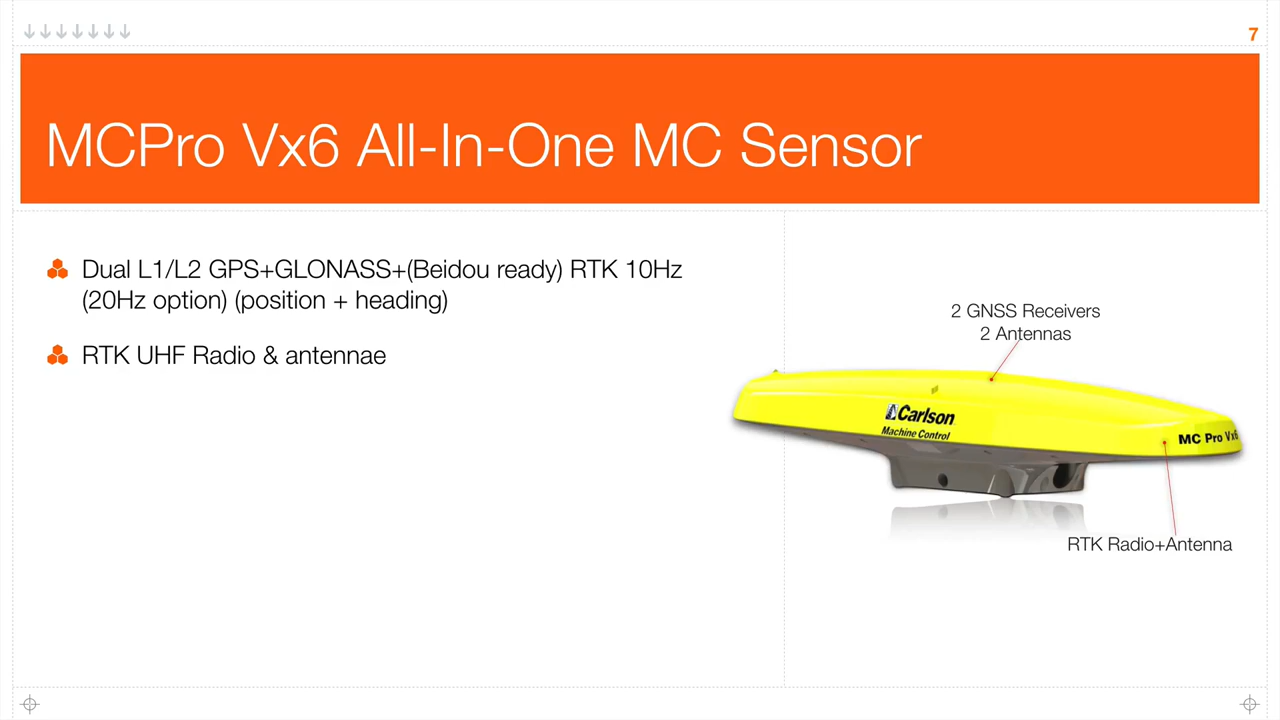 7
MCPro Vx6 All-In-One MC Sensor
Dual L1/L2 GPS+GLONASS+(Beidou ready) RTK 10Hz
(20Hz option) (position + heading)
RTK UHF Radio & antennae
2 GNSS Receivers
2 Antennas
Carlson
Machine Control
MC Pro Vx6
RTK Radio+Antenna